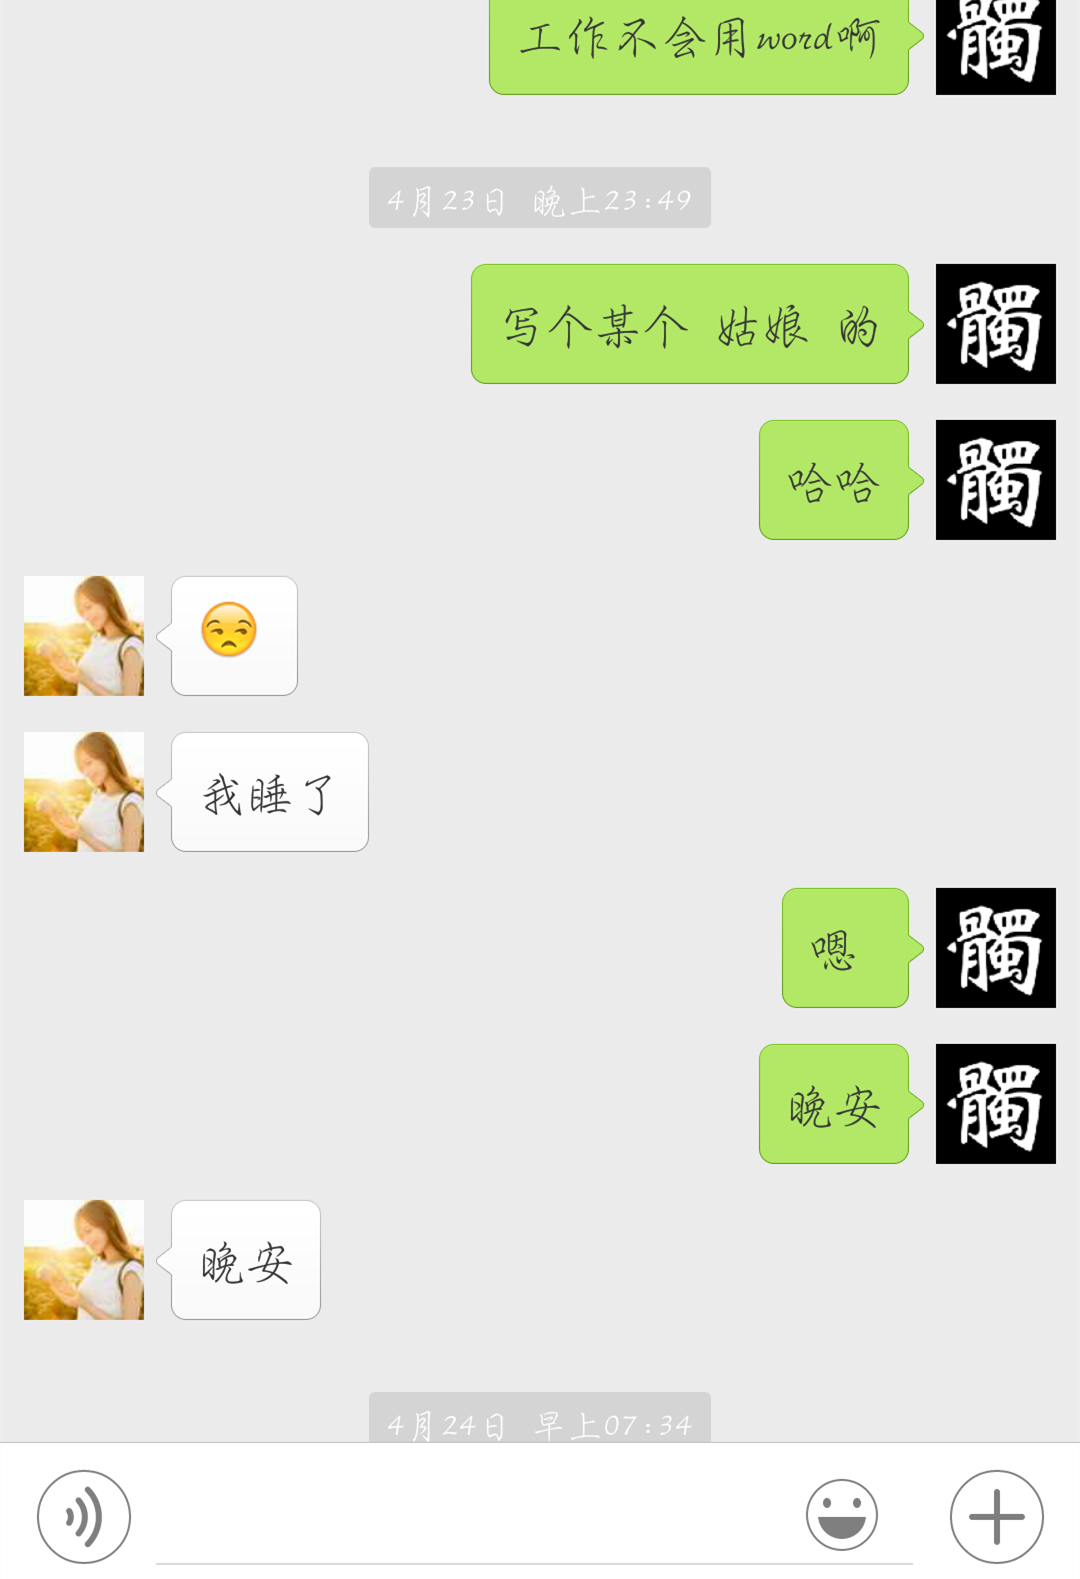 工作不会用word啊
髑
4月23日 晚上23:49
写个某个 姑娘 的
髑
哈哈
髑
我睡了
嗯
髑
晚安
髑
晚安
4月24日 早上07:34